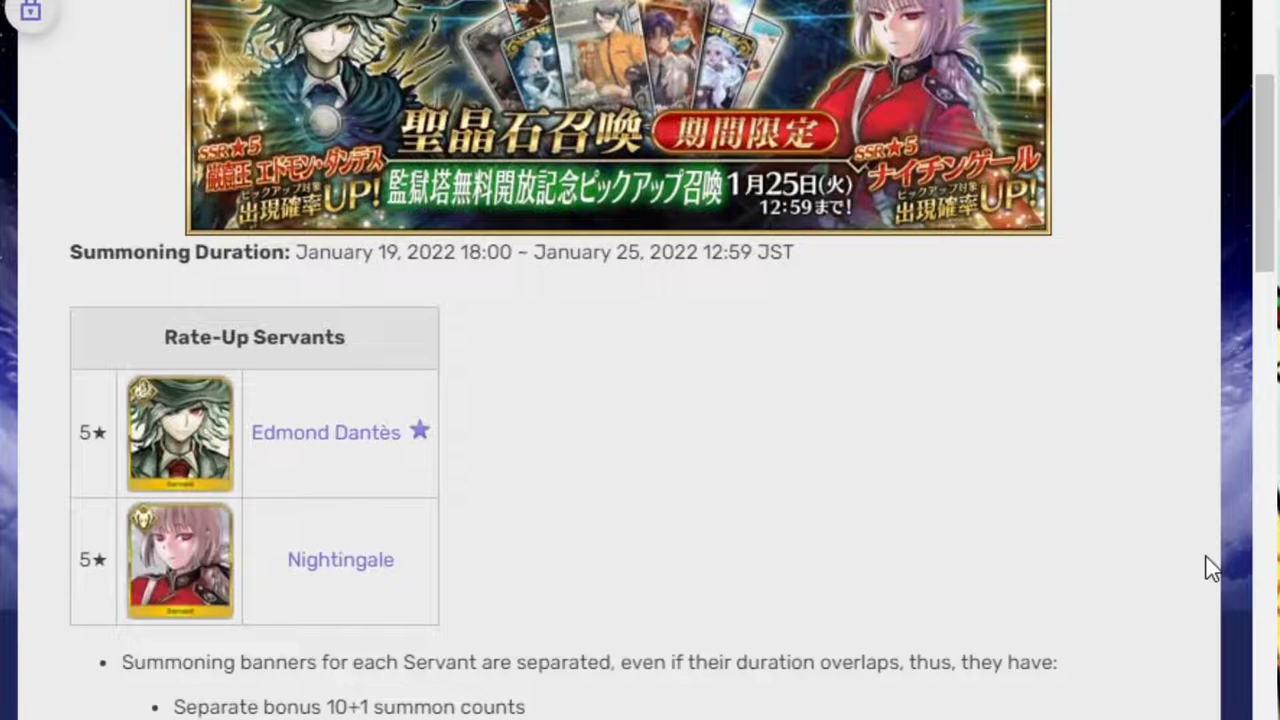 聖晶石召喚 期間限定
SSR★5
巌窟王 エドモン・ダンテス
ピックアップ対象
出現確率UP!
監獄塔無料開放記念ピックアップ召喚
1月25日(火)
12:59まで!
SSR★5
ナイチンゲール
ピックアップ対象
出現確率UP!
Summoning Duration: January 19, 2022 18:00 ~ January 25, 2022 12:59 JST
Rate-Up Servants
5★ Edmond Dantès ★
Servant
5★ Nightingale
Servant
• Summoning banners for each Servant are separated, even if their duration overlaps, thus, they have:
• Separate bonus 10+1 summon counts